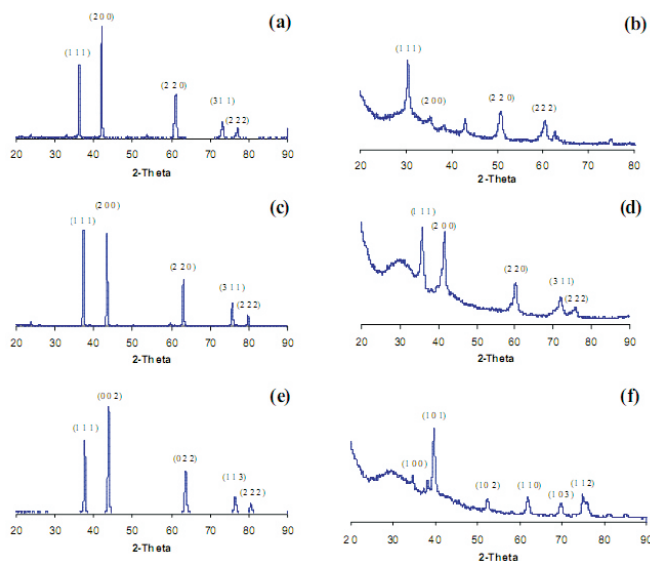 (a)
(2 0 0)
(1 1 1)
(2 2 0)
(3 1 1)
(2 2 2)
20 30 40 50 60 70 80 90
2-Theta
(b)
(1 1 1)
(2 0 0)
(2 2 0)
(2 2 2)
20 30 40 50 60 70 80
2-Theta
(c)
(2 0 0)
(1 1 1)
(2 2 0)
(3 1 1)
(2 2 2)
20 30 40 50 60 70 80 90
2-Theta
(d)
(1 1 1)
(2 0 0)
(2 2 0)
(3 1 1)
(2 2 2)
20 30 40 50 60 70 80 90
2-Theta
(e)
(0 0 2)
(1 1 1)
(0 2 2)
(1 1 3)
(2 2 2)
20 30 40 50 60 70 80 90
2-Theta
(f)
(1 0 1)
(1 0 0)
(1 0 2)
(1 1 0)
(1 0 3)
(1 1 2)
20 30 40 50 60 70 80 90
2-Theta